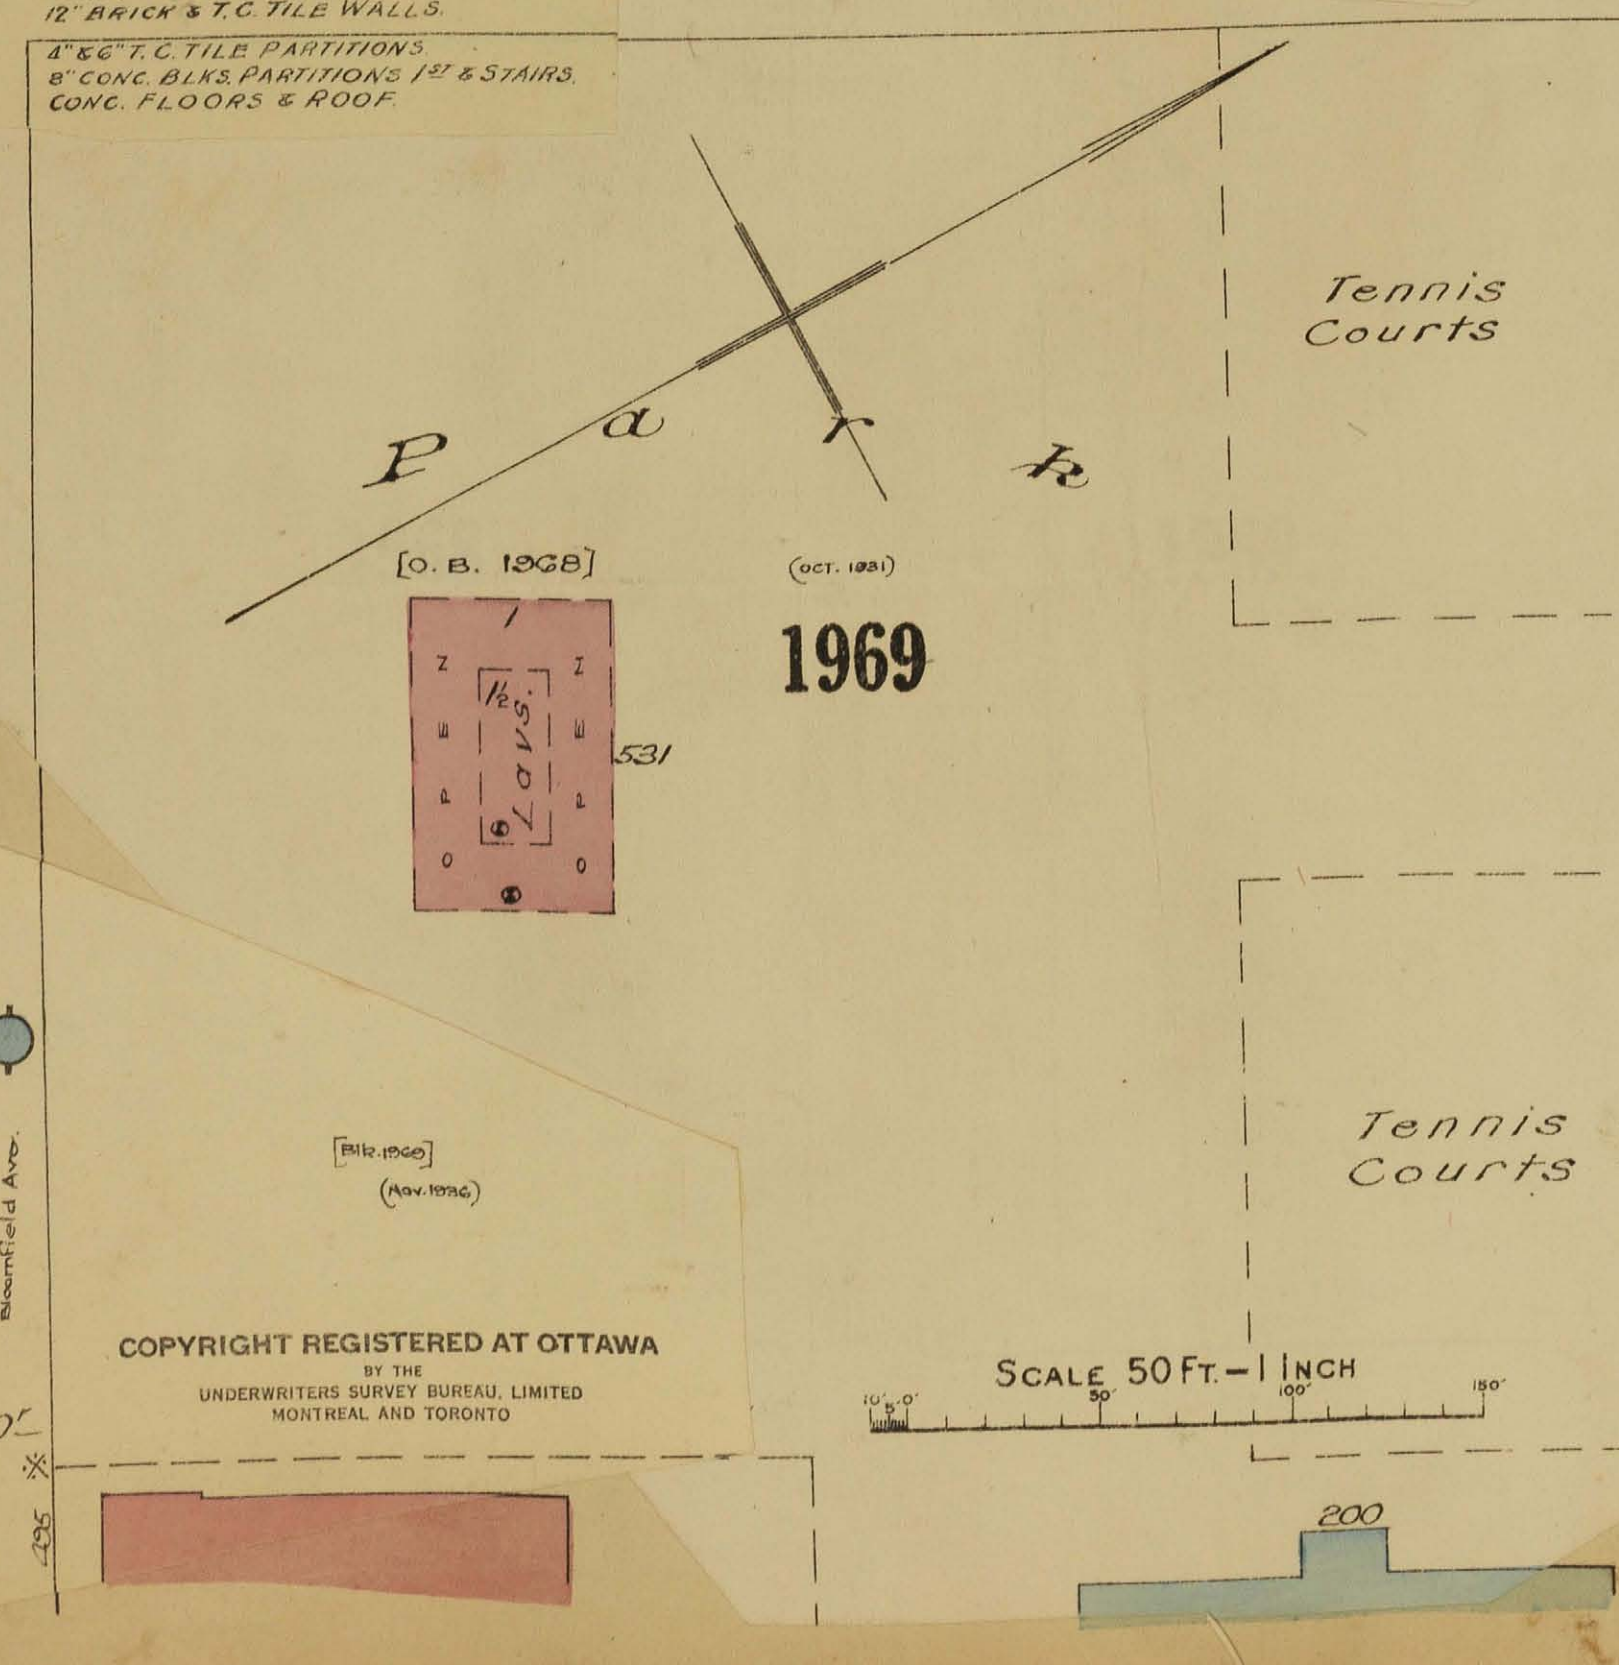 12" BRICK & T.C. TILE WALLS.
4" & 6" T.C. TILE PARTITIONS
8" CONC. BLKS. PARTITIONS 1ST & STAIRS.
CONC. FLOORS & ROOF.
Tennis
Courts
Park
[O.B. 1968]
(OCT. 1931)
1969
1
OPEN
1½
Lavs.
OPEN
531
Bloomfield Ave.
[Blk. 1969]
(Nov. 1936)
Tennis
Courts
COPYRIGHT REGISTERED AT OTTAWA
BY THE
UNDERWRITERS SURVEY BUREAU, LIMITED
MONTREAL AND TORONTO
SCALE 50 FT. – 1 INCH
10' 5' 0' 50' 100' 150'
495
200